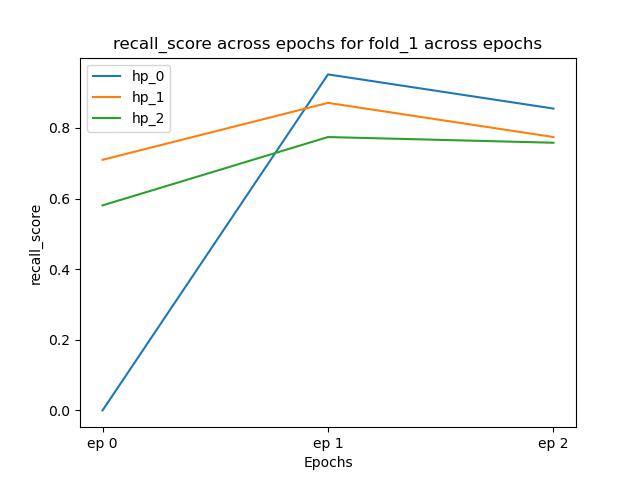 recall_score across epochs for fold_1 across epochs
hp_0
hp_1
hp_2
recall_score
0.8
0.6
0.4
0.2
0.0
ep 0
ep 1
ep 2
Epochs